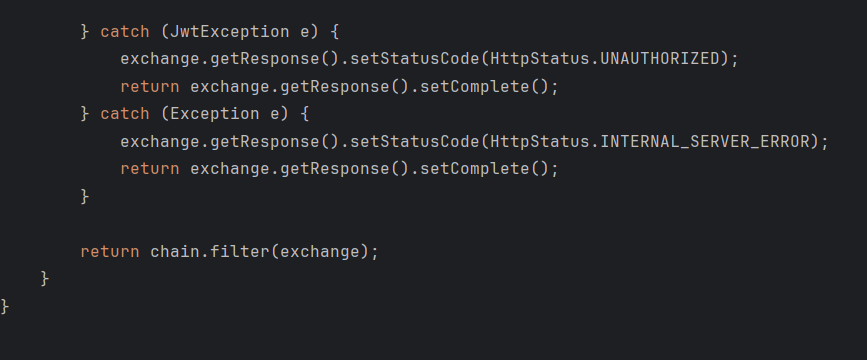 } catch (JwtException e) {
            exchange.getResponse().setStatusCode(HttpStatus.UNAUTHORIZED);
            return exchange.getResponse().setComplete();
        } catch (Exception e) {
            exchange.getResponse().setStatusCode(HttpStatus.INTERNAL_SERVER_ERROR);
            return exchange.getResponse().setComplete();
        }

        return chain.filter(exchange);
    }
}